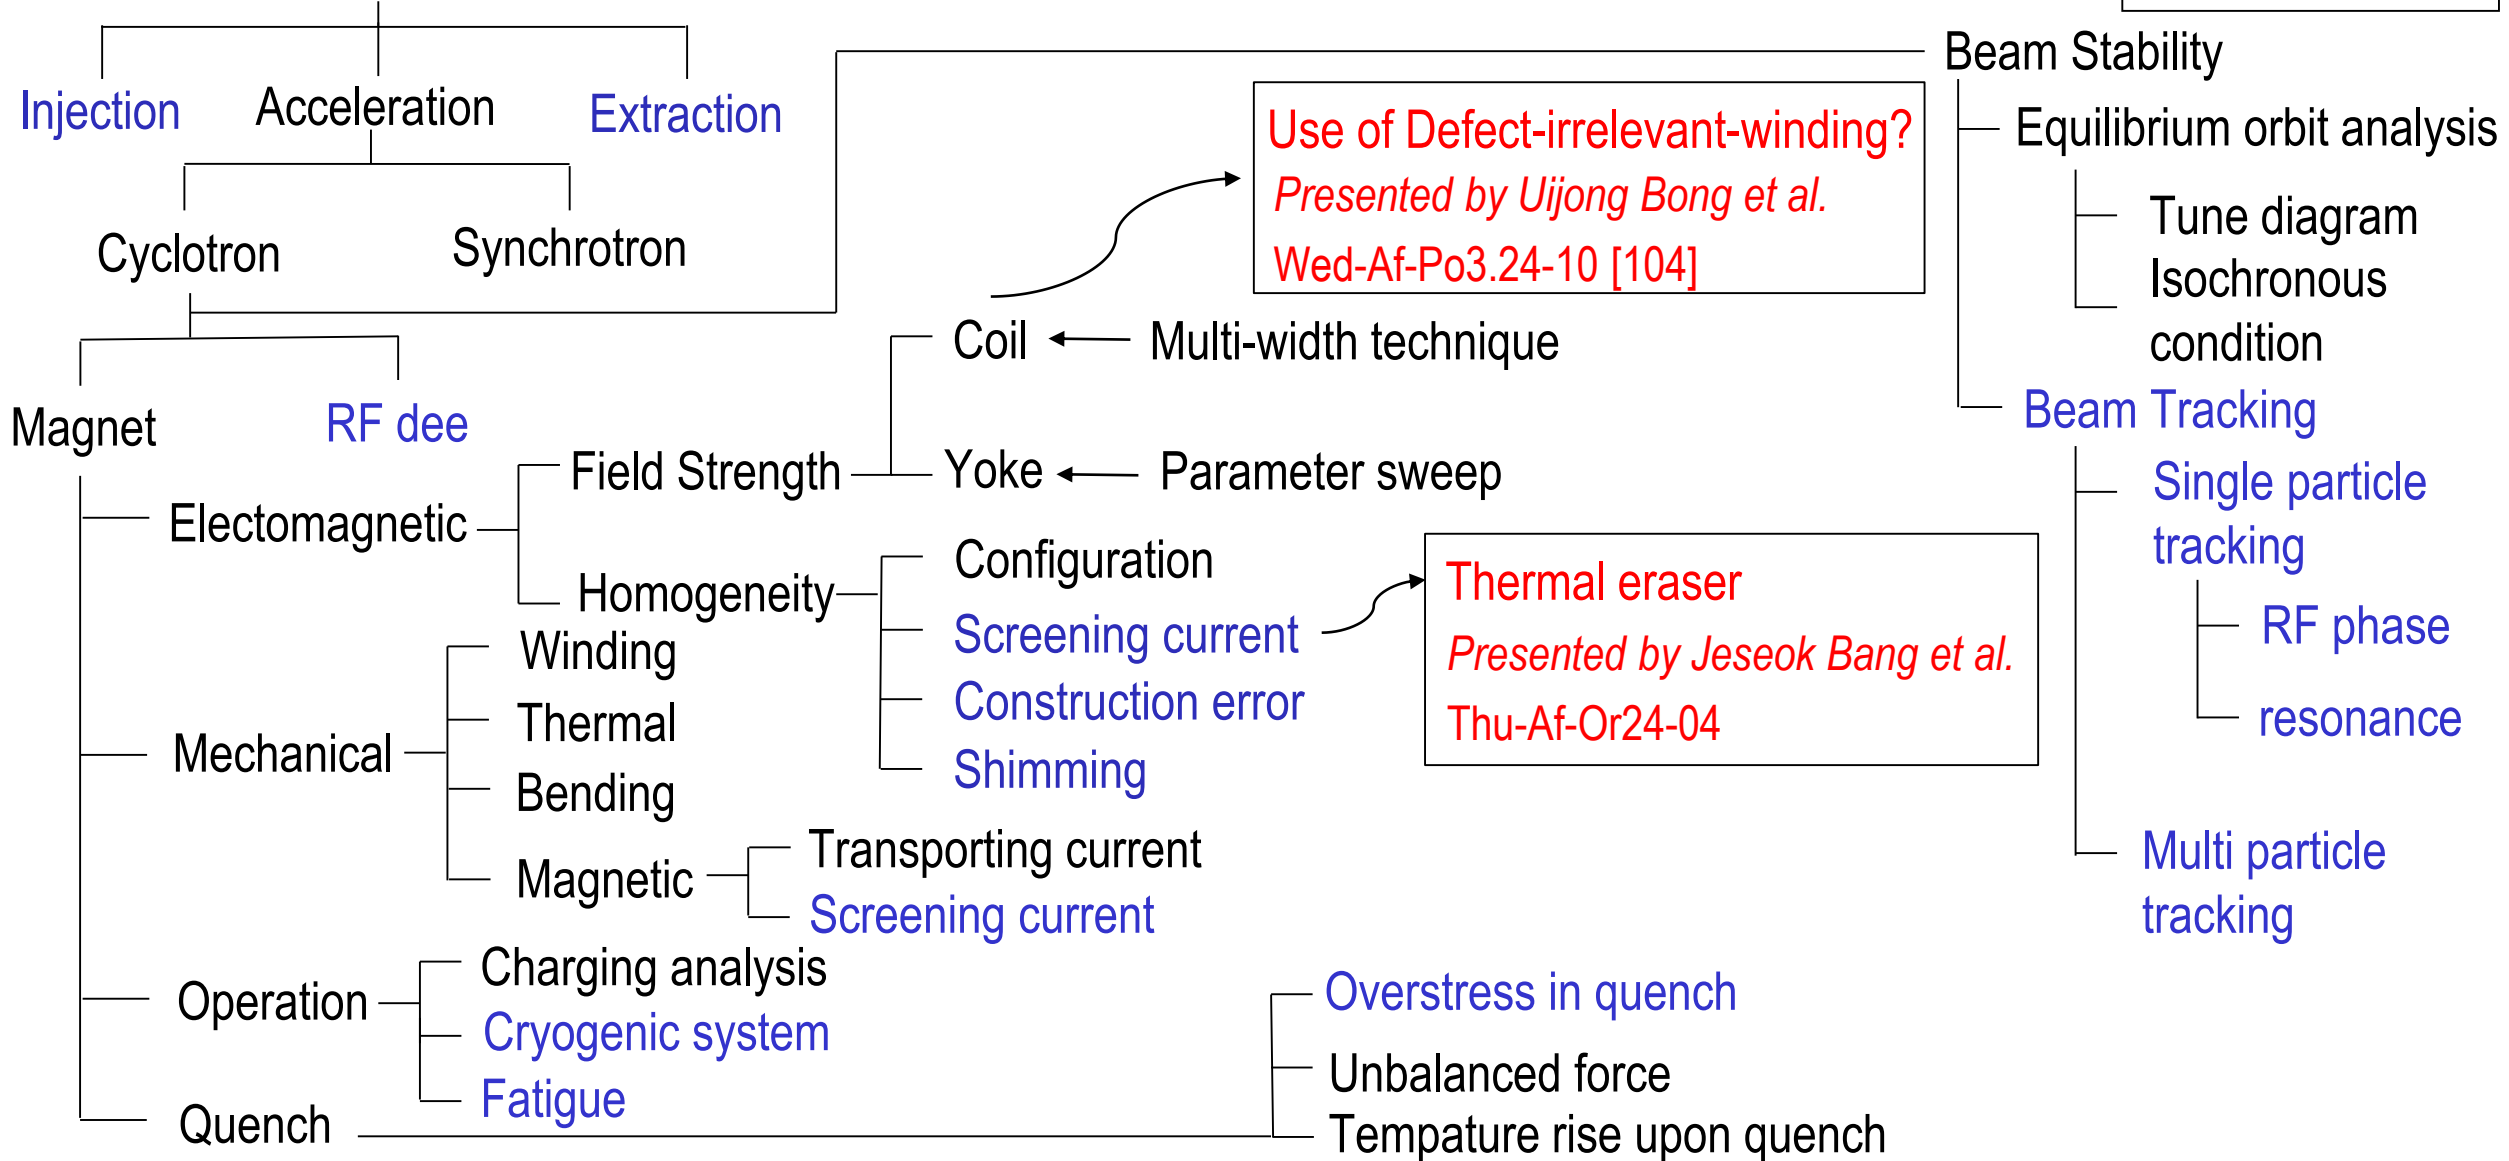 Injection
Acceleration
Extraction
Beam Stability
Equilibrium orbit analysis
Use of Defect-irrelevant-winding?
Presented by Uijong Bong et al.
Wed-Af-Po3.24-10 [104]
Cyclotron
Synchrotron
Tune diagram
Isochronous
condition
Coil
Multi-width technique
Magnet
RF dee
Beam Tracking
Field Strength
Yoke
Parameter sweep
Single particle
tracking
Electomagnetic
Homogeneity
Configuration
Screening current
Construction error
Shimming
Thermal eraser
Presented by Jeseok Bang et al.
Thu-Af-Or24-04
RF phase
resonance
Mechanical
Winding
Thermal
Bending
Magnetic
Transporting current
Screening current
Multi particle
tracking
Operation
Charging analysis
Cryogenic system
Fatigue
Quench
Overstress in quench
Unbalanced force
Tempature rise upon quench